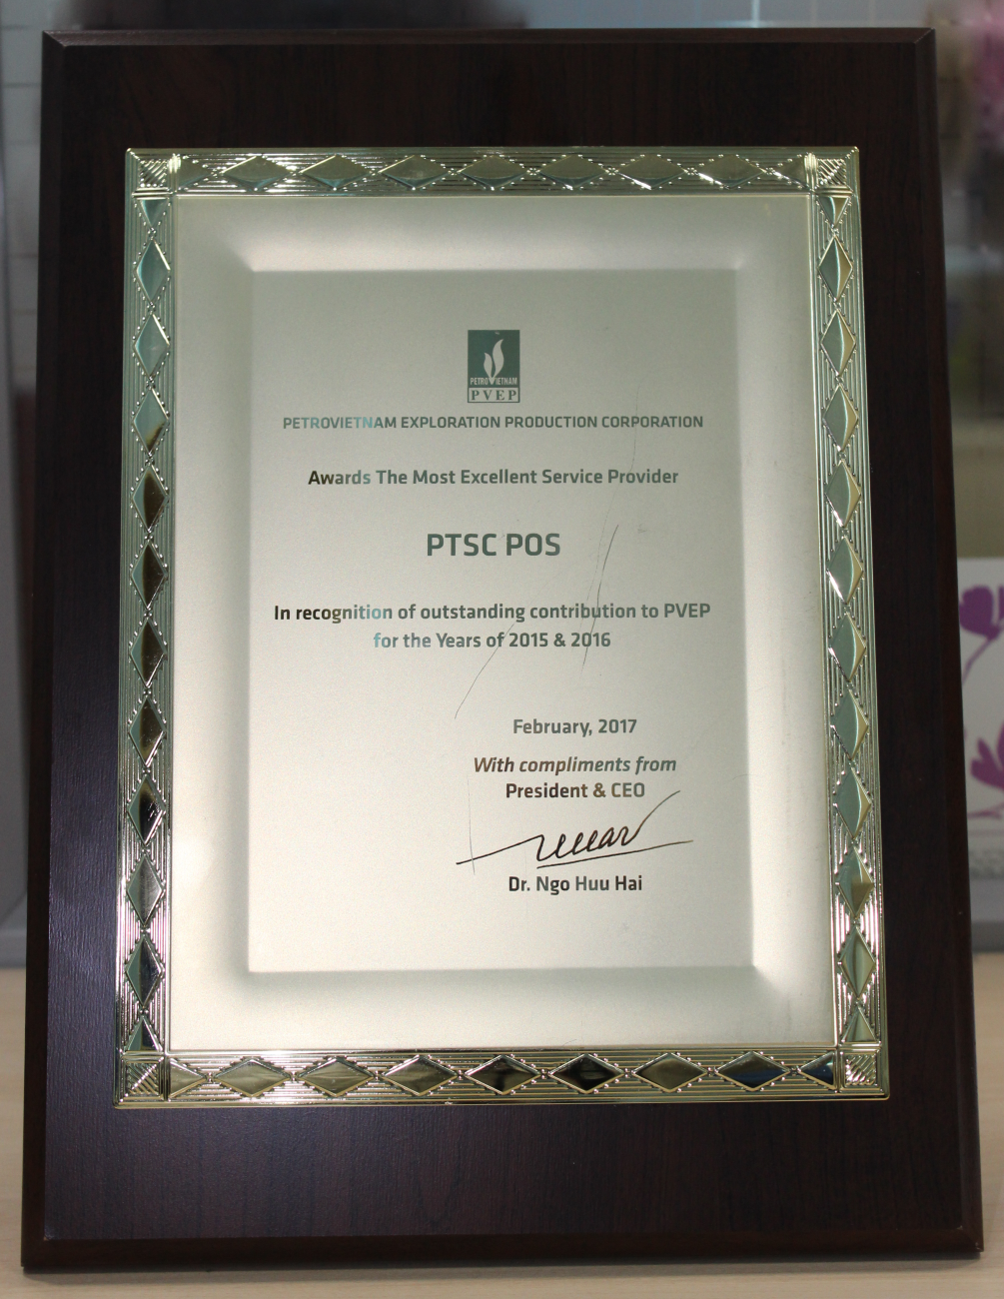 PETROVIETNAM
PVEP
PETROVIETNAM EXPLORATION PRODUCTION CORPORATION
Awards The Most Excellent Service Provider
PTSC POS
In recognition of outstanding contribution to PVEP
for the Years of 2015 & 2016
February, 2017
With compliments from
President & CEO
Dr. Ngo Huu Hai